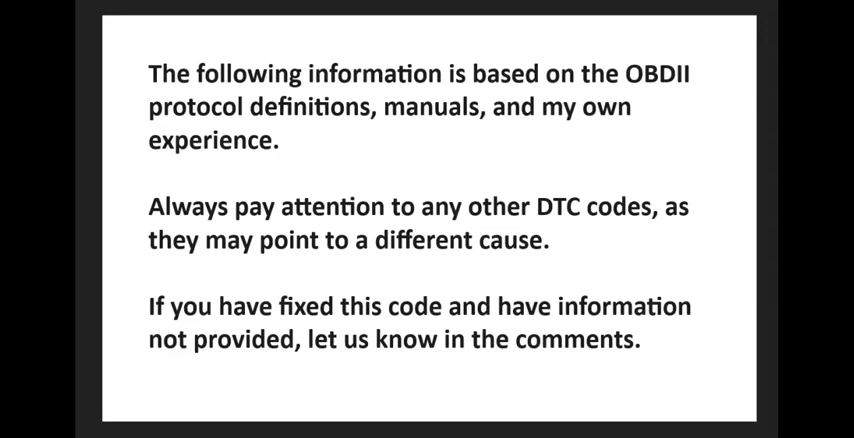 The following information is based on the OBDII
protocol definitions, manuals, and my own
experience.
Always pay attention to any other DTC codes, as
they may point to a different cause.
If you have fixed this code and have information
not provided, let us know in the comments.